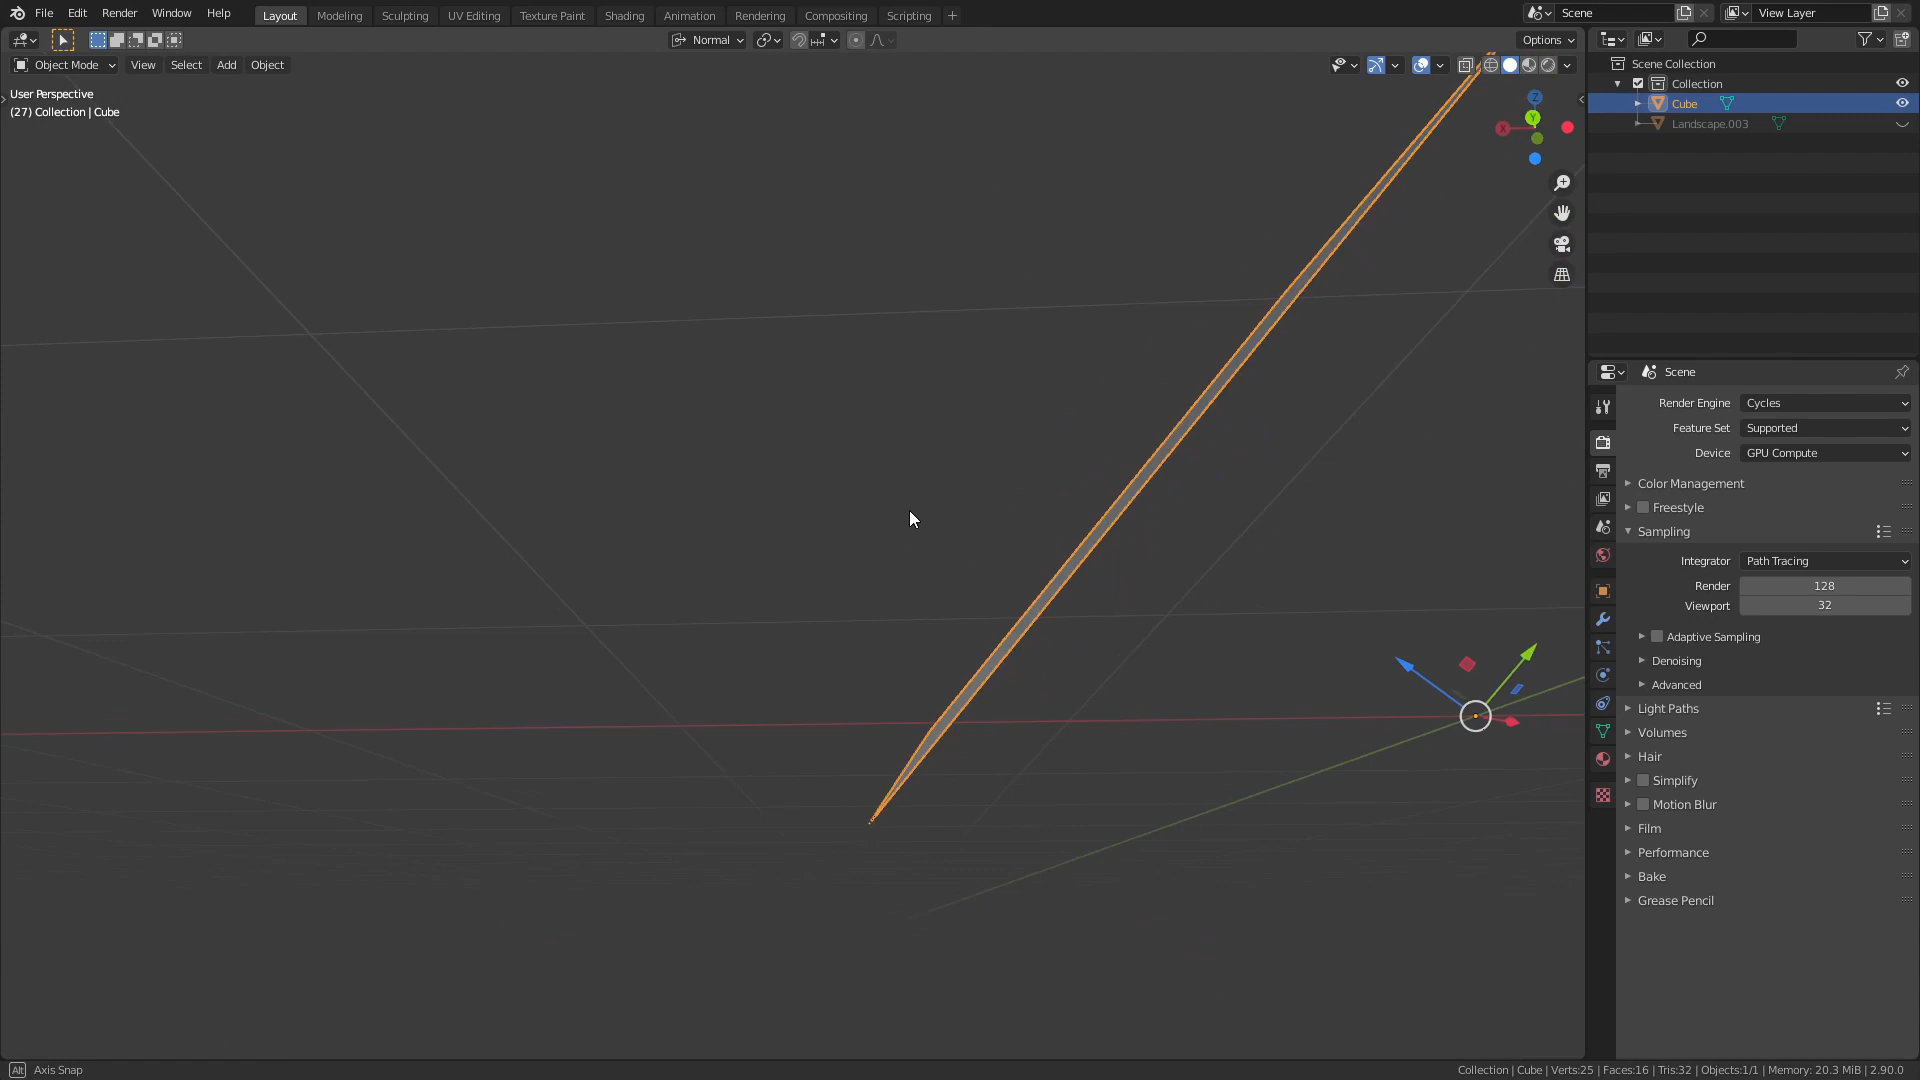 File Edit Render Window Help Layout Modeling Sculpting UV Editing Texture Paint Shading Animation Rendering Compositing Scripting + Scene View Layer
Normal Options
Object Mode View Select Add Object
User Perspective
(27) Collection | Cube
Z
Y
X
Scene Collection
Collection
Cube
Landscape.003
Scene
Render Engine Cycles
Feature Set Supported
Device GPU Compute
Color Management
Freestyle
Sampling
Integrator Path Tracing
Render 128
Viewport 32
Adaptive Sampling
Denoising
Advanced
Light Paths
Volumes
Hair
Simplify
Motion Blur
Film
Performance
Bake
Grease Pencil
Alt Axis Snap Collection | Cube | Verts:25 | Faces:16 | Tris:32 | Objects:1/1 | Memory: 20.3 MiB | 2.90.0